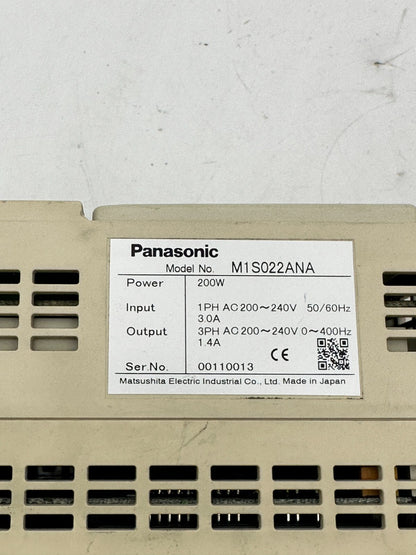 Panasonic
Model No. M1S022ANA
Power 200W
Input 1PH AC200～240V 50/60Hz
3.0A
Output 3PH AC200～240V 0～400Hz
1.4A
CE
Ser.No. 00110013
Matsushita Electric Industrial Co., Ltd. Made in Japan